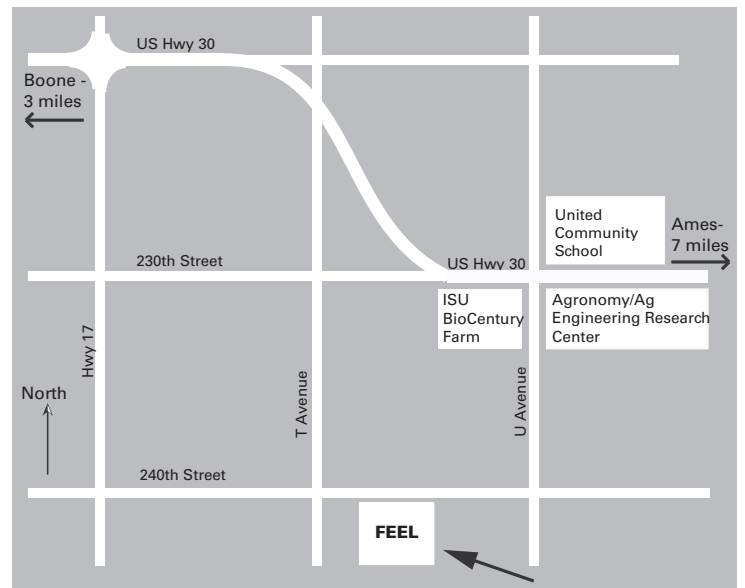 US Hwy 30
Boone -
3 miles
United
Community
School
Ames-
7 miles
230th Street
US Hwy 30
ISU
BioCentury
Farm
Agronomy/Ag
Engineering Research
Center
Hwy 17
North
T Avenue
U Avenue
240th Street
FEEL